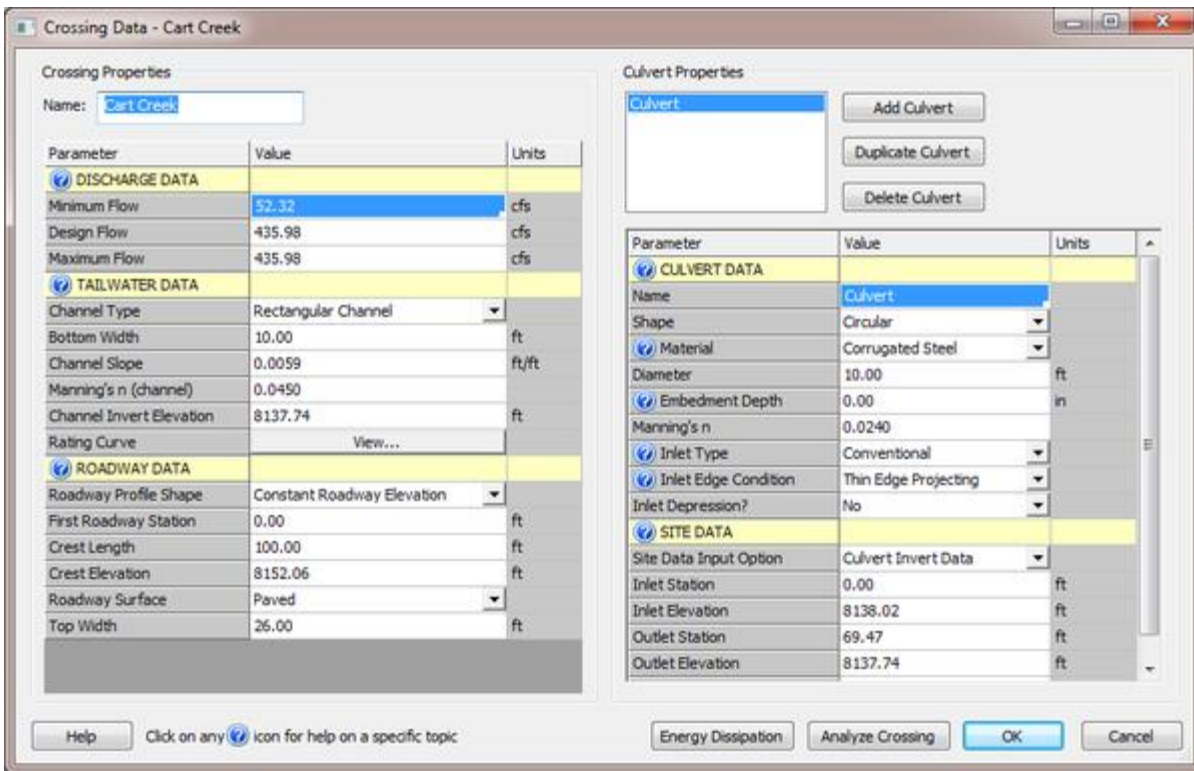 Crossing Data - Cart Creek
Crossing Properties
Name: Cart Creek
Parameter Value Units
DISCHARGE DATA
Minimum Flow 52.32 cfs
Design Flow 435.98 cfs
Maximum Flow 435.98 cfs
TAILWATER DATA
Channel Type Rectangular Channel
Bottom Width 10.00 ft
Channel Slope 0.0059 ft/ft
Manning's n (channel) 0.0450
Channel Invert Elevation 8137.74 ft
Rating Curve View...
ROADWAY DATA
Roadway Profile Shape Constant Roadway Elevation
First Roadway Station 0.00 ft
Crest Length 100.00 ft
Crest Elevation 8152.06 ft
Roadway Surface Paved
Top Width 26.00 ft
Culvert Properties
Culvert
Add Culvert
Duplicate Culvert
Delete Culvert
Parameter Value Units
CULVERT DATA
Name Culvert
Shape Circular
Material Corrugated Steel
Diameter 10.00 ft
Embedment Depth 0.00 in
Manning's n 0.0240
Inlet Type Conventional
Inlet Edge Condition Thin Edge Projecting
Inlet Depression? No
SITE DATA
Site Data Input Option Culvert Invert Data
Inlet Station 0.00 ft
Inlet Elevation 8138.02 ft
Outlet Station 69.47 ft
Outlet Elevation 8137.74 ft
Help Click on any ? icon for help on a specific topic Energy Dissipation Analyze Crossing OK Cancel